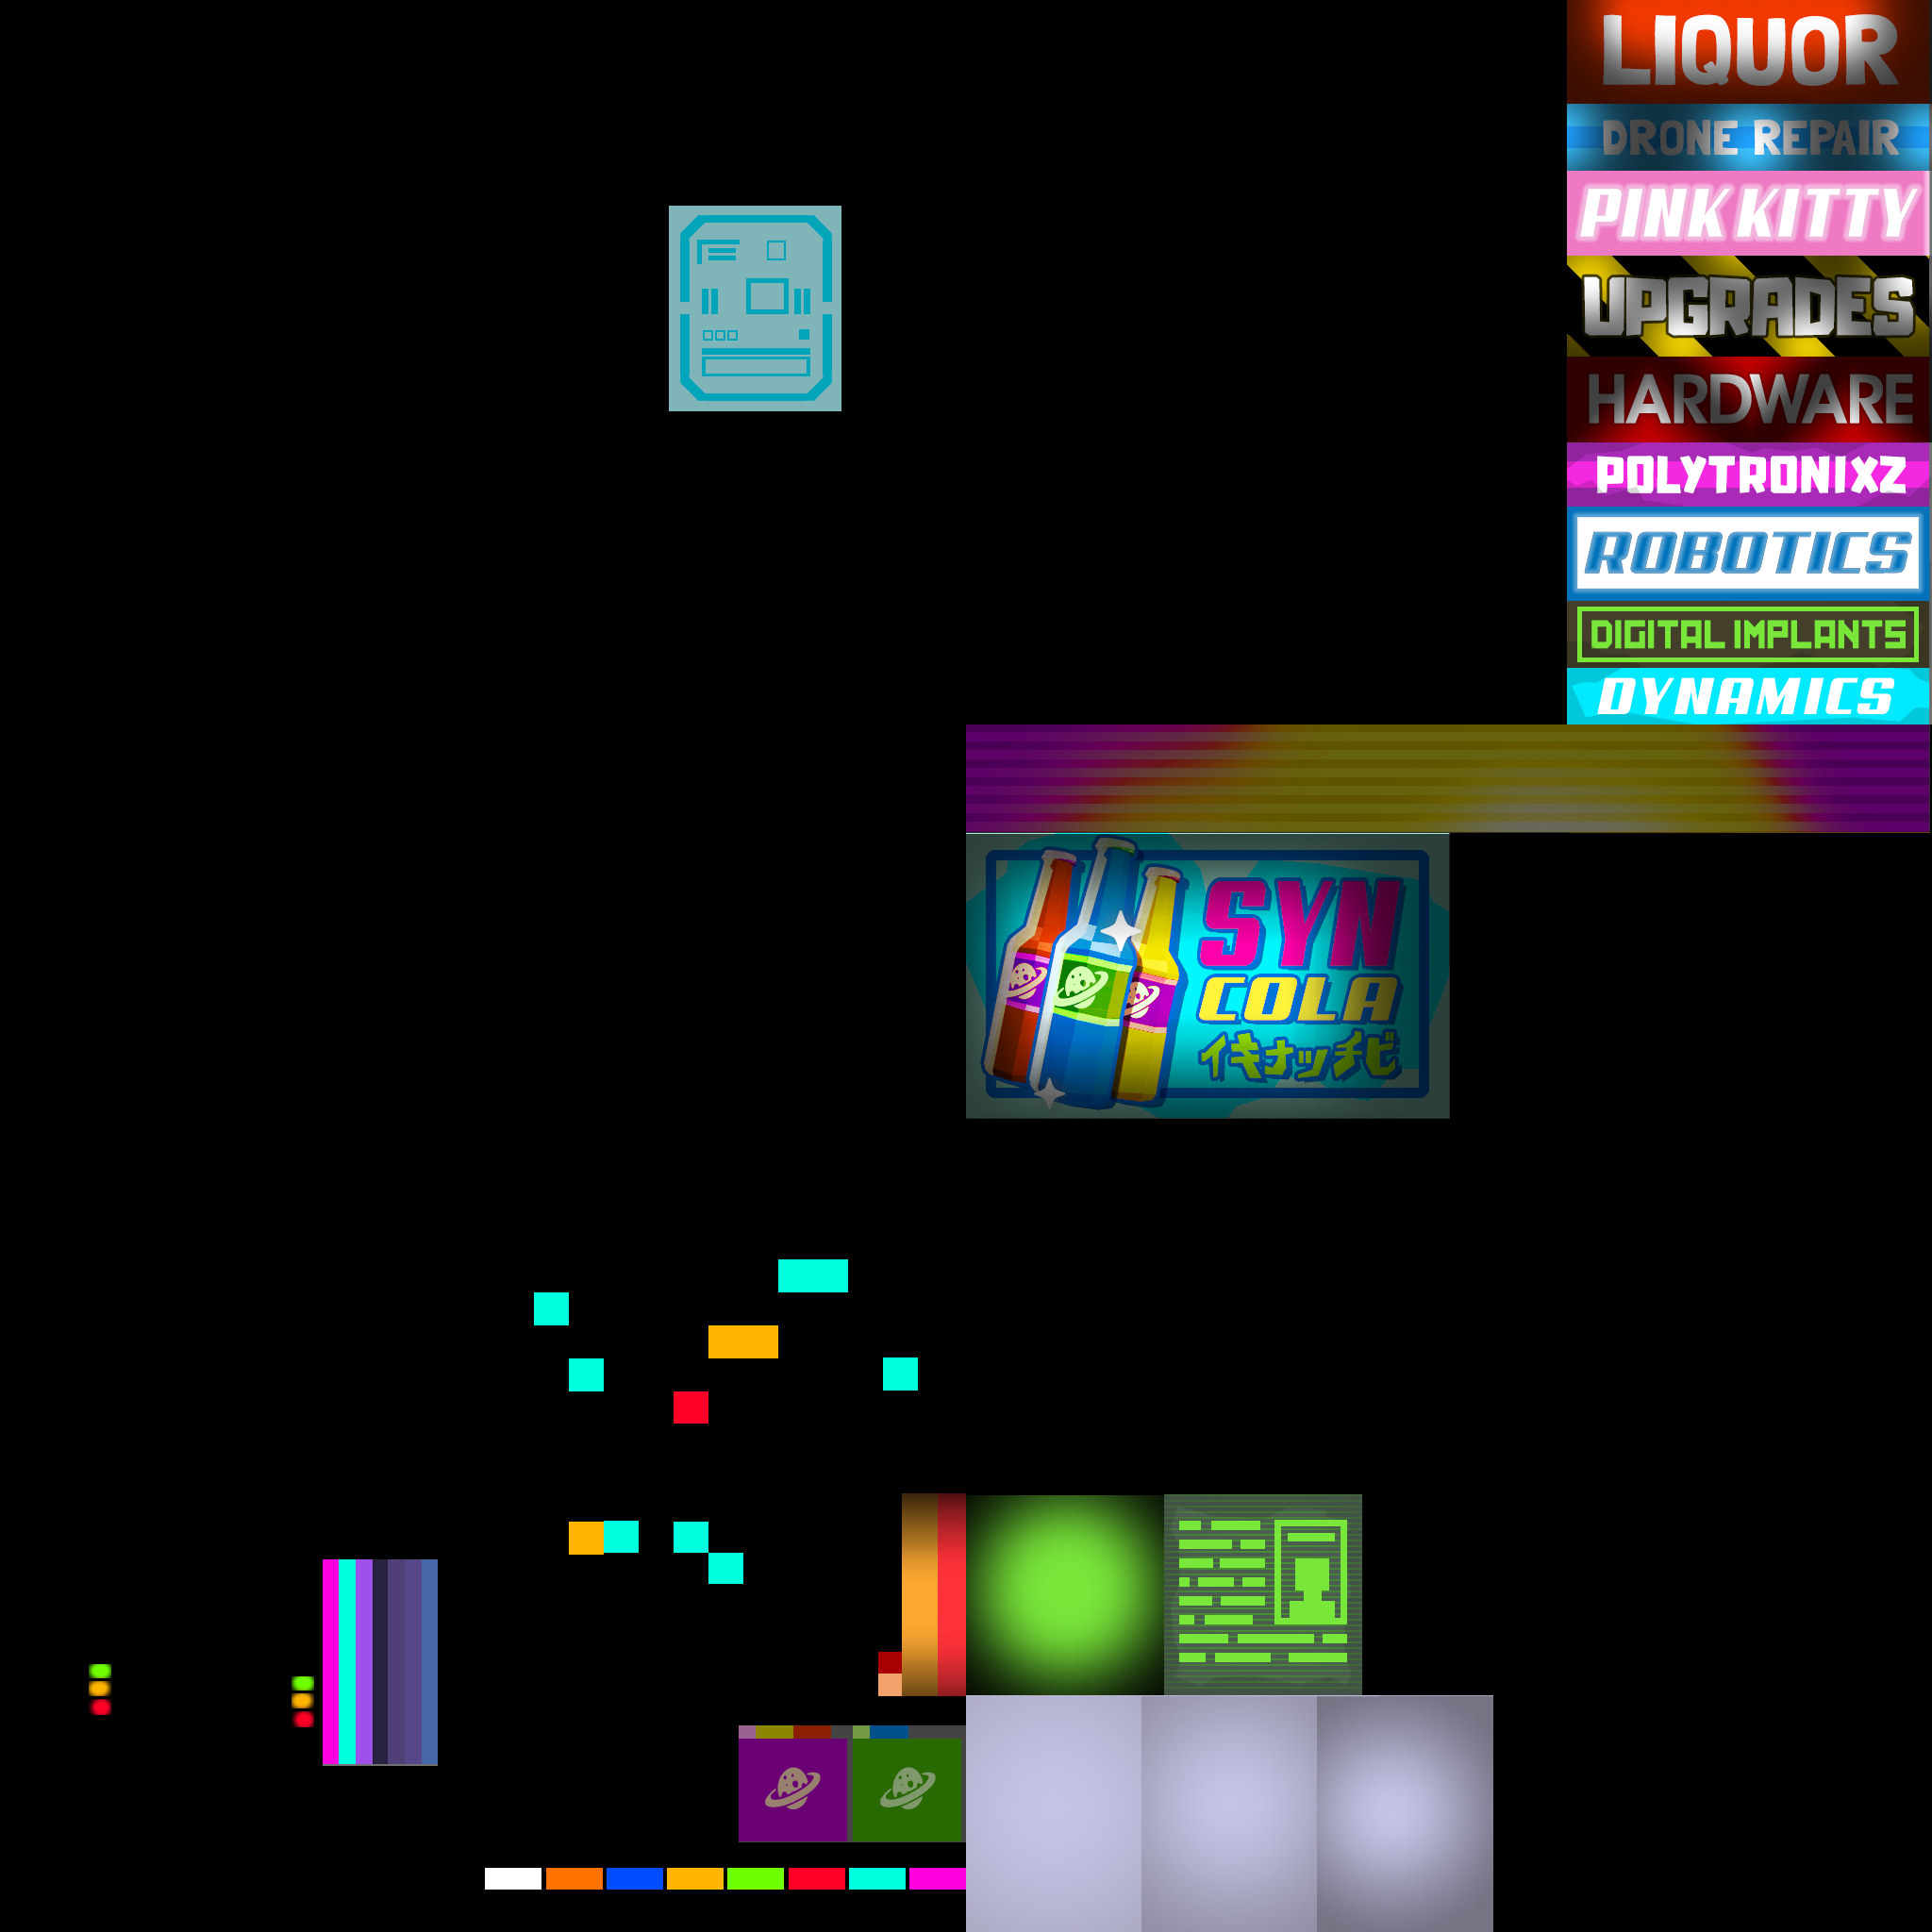 LIQUOR
DRONE REPAIR
PINK KITTY
UPGRADES
HARDWARE
POLYTRONIXZ
ROBOTICS
DIGITAL IMPLANTS
DYNAMICS
SYN
COLA
イキナッチビ